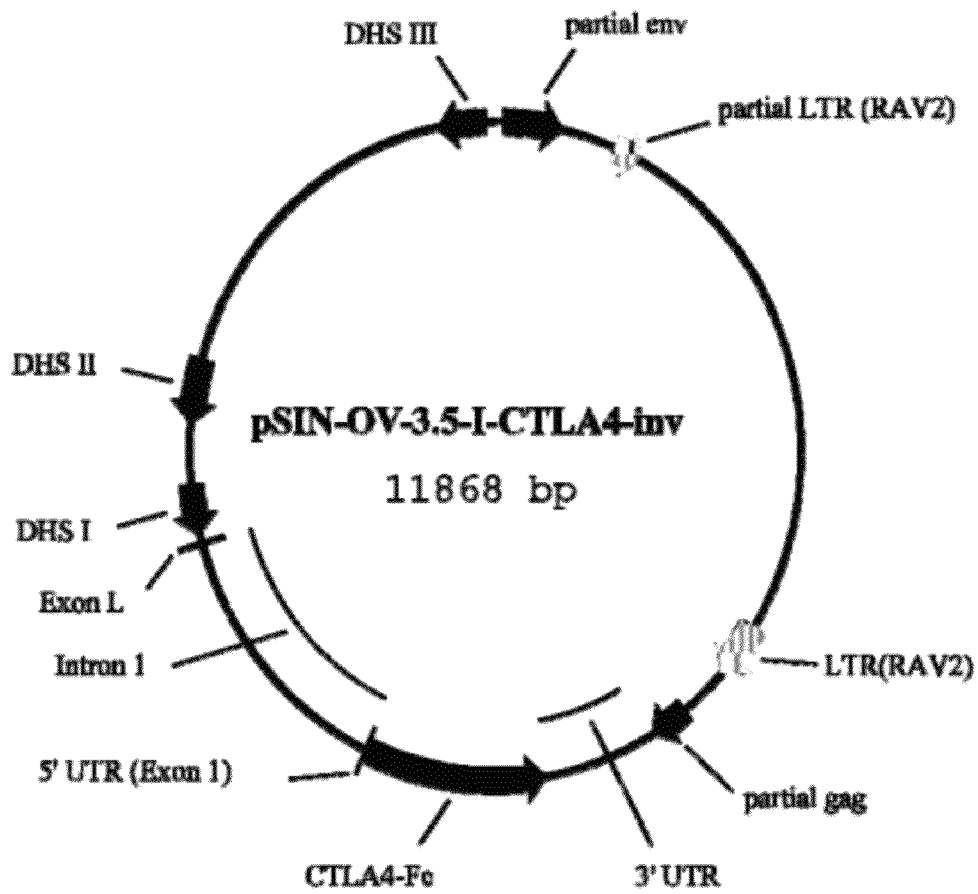 DHS III
partial env
partial LTR (RAV2)
DHS II
pSIN-OV-3.5-I-CTLA4-inv
11868 bp
DHS I
Exon L
Intron 1
LTR(RAV2)
5' UTR (Exon 1)
partial gag
CTLA4-Fc
3' UTR